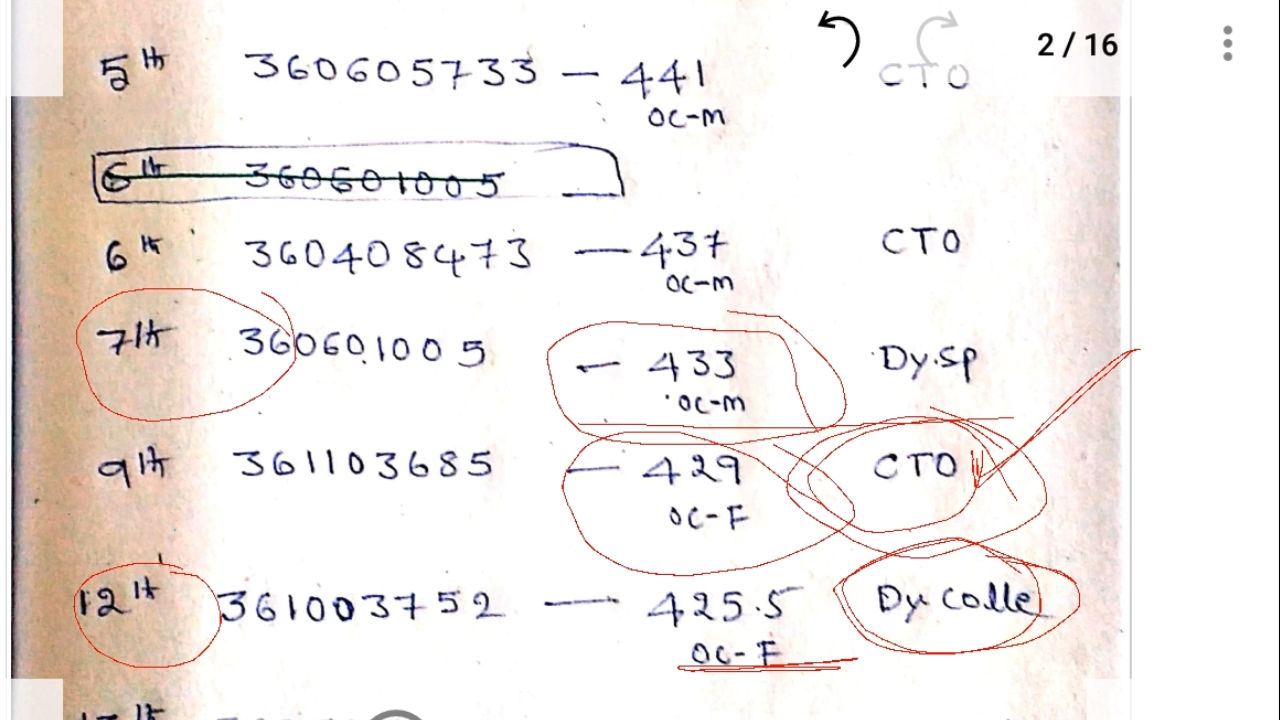 2 / 16
5th 360605733 — 441 CTO
OC-M
6th 360601005
6th 360408473 — 437 CTO
OC-M
7th 360601005 — 433 Dy.SP
OC-M
9th 361103685 — 429 CTO
OC-F
12th 361003752 — 425.5 Dy colle
OC-F